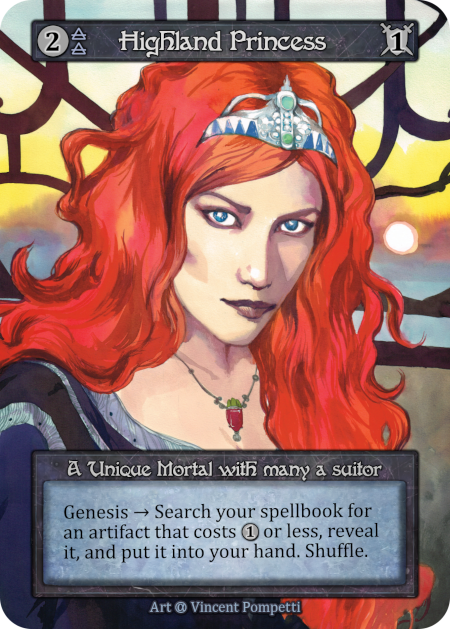 2 Highland Princess 1
A Unique Mortal with many a suitor
Genesis → Search your spellbook for
an artifact that costs 1 or less, reveal
it, and put it into your hand. Shuffle.
Art @ Vincent Pompetti